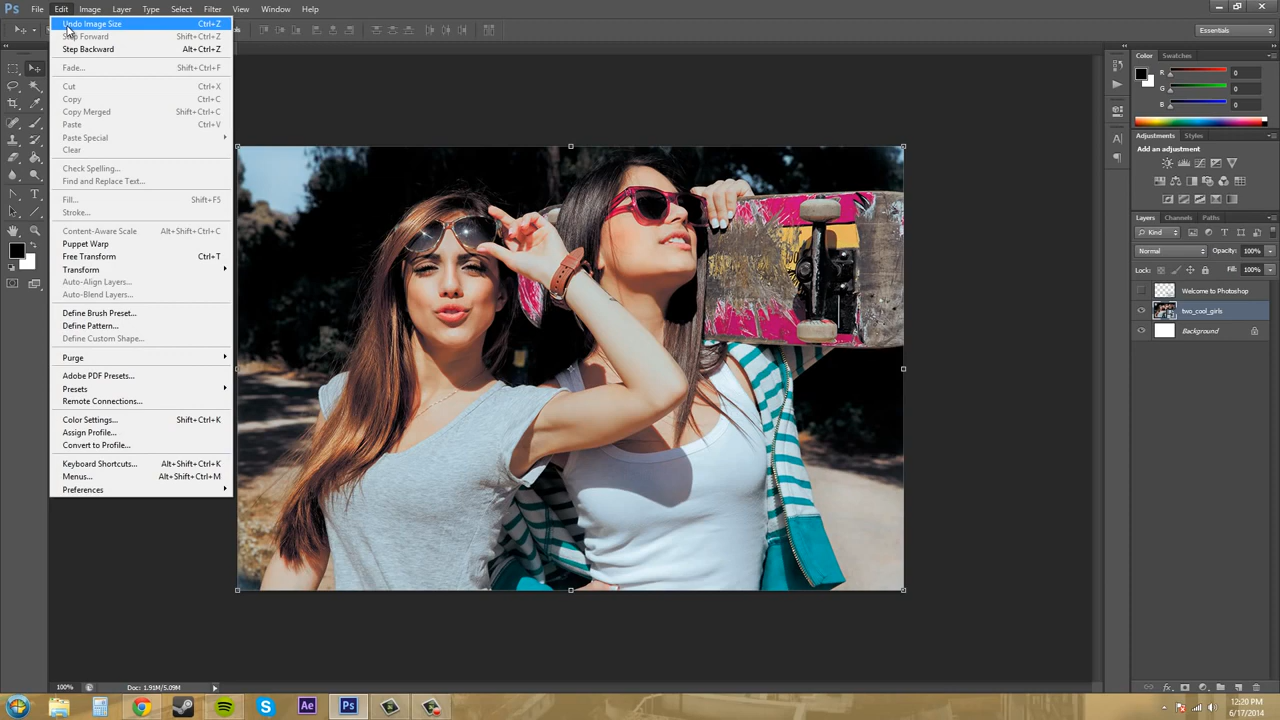 Ps File Edit Image Layer Type Select Filter View Window Help
Undo Image Size Ctrl+Z
Step Forward Shift+Ctrl+Z
Step Backward Alt+Ctrl+Z
Fade... Shift+Ctrl+F
Cut Ctrl+X
Copy Ctrl+C
Copy Merged Shift+Ctrl+C
Paste Ctrl+V
Paste Special
Clear
Check Spelling...
Find and Replace Text...
Fill... Shift+F5
Stroke...
Content-Aware Scale Alt+Shift+Ctrl+C
Puppet Warp
Free Transform Ctrl+T
Transform
Auto-Align Layers...
Auto-Blend Layers...
Define Brush Preset...
Define Pattern...
Define Custom Shape...
Purge
Adobe PDF Presets...
Presets
Remote Connections...
Color Settings... Shift+Ctrl+K
Assign Profile...
Convert to Profile...
Keyboard Shortcuts... Alt+Shift+Ctrl+K
Menus... Alt+Shift+Ctrl+M
Preferences
Essentials
Color Swatches
R 0
G 0
B 0
Adjustments Styles
Add an adjustment
Layers Channels Paths
Kind
Normal Opacity: 100%
Lock: Fill: 100%
Welcome to Photoshop
two_cool_girls
Background
100% Doc: 1.91M/5.09M
Ae Ps
12:20 PM
6/17/2014